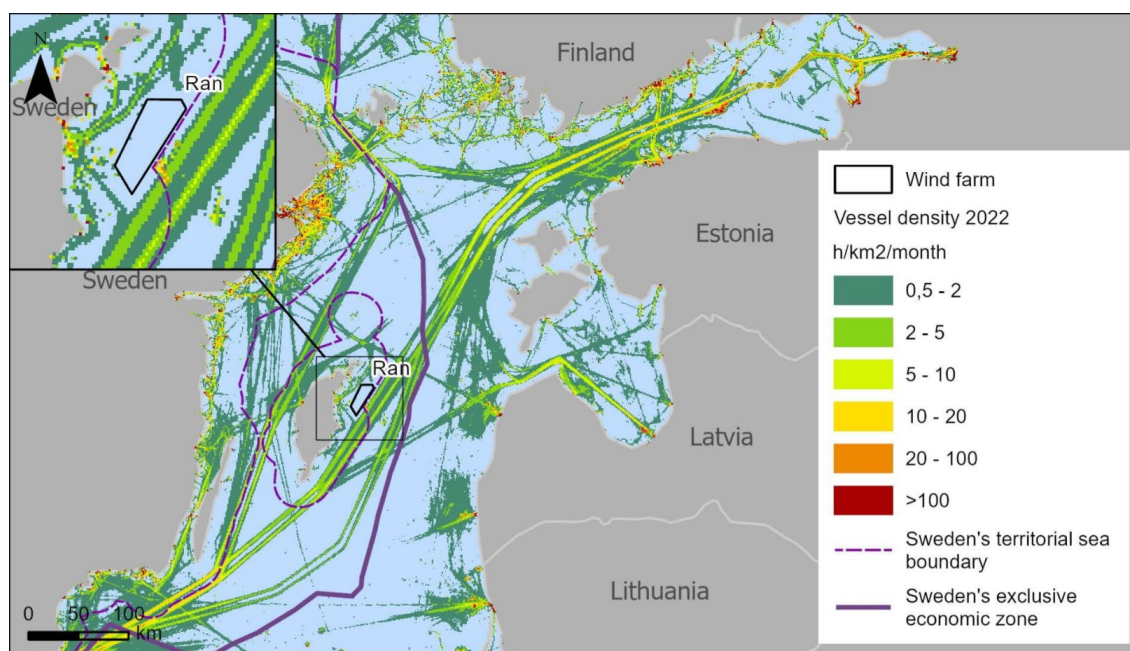 N
Sweden
Ran
Finland
Estonia
Sweden
Ran
Latvia
Lithuania
0 50 100
km
Wind farm
Vessel density 2022
h/km2/month
0,5 - 2
2 - 5
5 - 10
10 - 20
20 - 100
>100
Sweden's territorial sea
boundary
Sweden's exclusive
economic zone